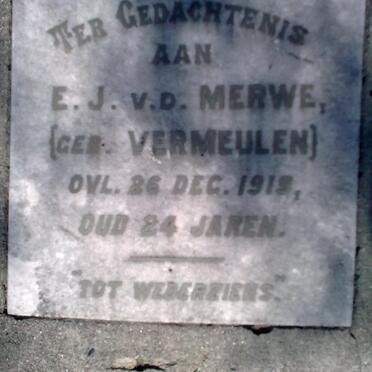 TER GEDACHTENIS
AAN
E. J. V.D. MERWE,
(GEB. VERMEULEN)
OVL. 26 DEC. 1919,
OUD 24 JAREN.
"TOT WEDERZIENS."